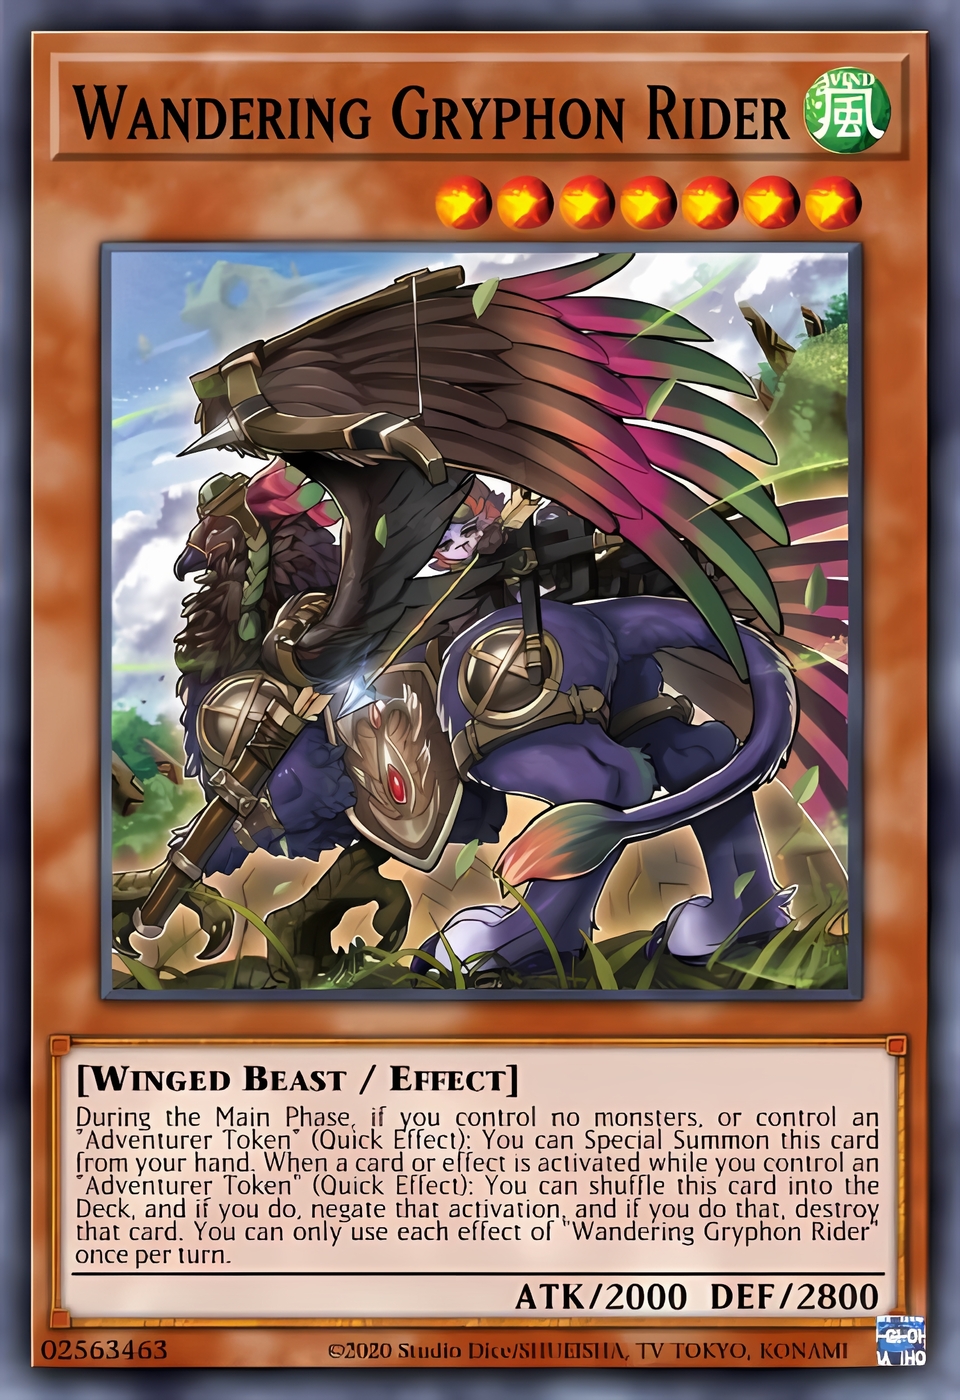 WANDERING GRYPHON RIDER
風
[WINGED BEAST / EFFECT]
During the Main Phase, if you control no monsters, or control an
"Adventurer Token" (Quick Effect): You can Special Summon this card
from your hand. When a card or effect is activated while you control an
"Adventurer Token" (Quick Effect): You can shuffle this card into the
Deck, and if you do, negate that activation, and if you do that, destroy
that card. You can only use each effect of "Wandering Gryphon Rider"
once per turn.
ATK/2000 DEF/2800
02563463
©2020 Studio Dice/SHUEISHA, TV TOKYO, KONAMI